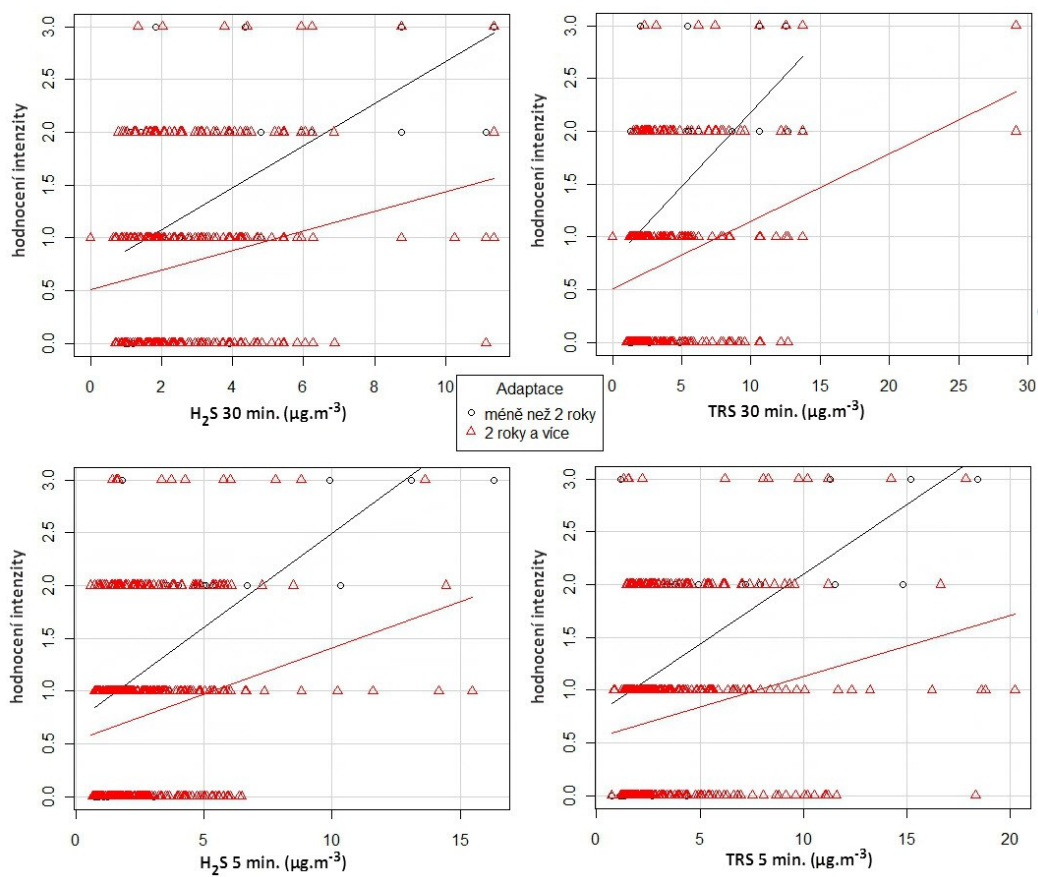 hodnocení intenzity
0.0 0.5 1.0 1.5 2.0 2.5 3.0
0 2 4 6 8 10
H₂S 30 min. (µg.m⁻³)
hodnocení intenzity
0.0 0.5 1.0 1.5 2.0 2.5 3.0
0 5 10 15 20 25 30
TRS 30 min. (µg.m⁻³)
Adaptace
méně než 2 roky
2 roky a více
hodnocení intenzity
0.0 0.5 1.0 1.5 2.0 2.5 3.0
0 5 10 15
H₂S 5 min. (µg.m⁻³)
hodnocení intenzity
0.0 0.5 1.0 1.5 2.0 2.5 3.0
0 5 10 15 20
TRS 5 min. (µg.m⁻³)